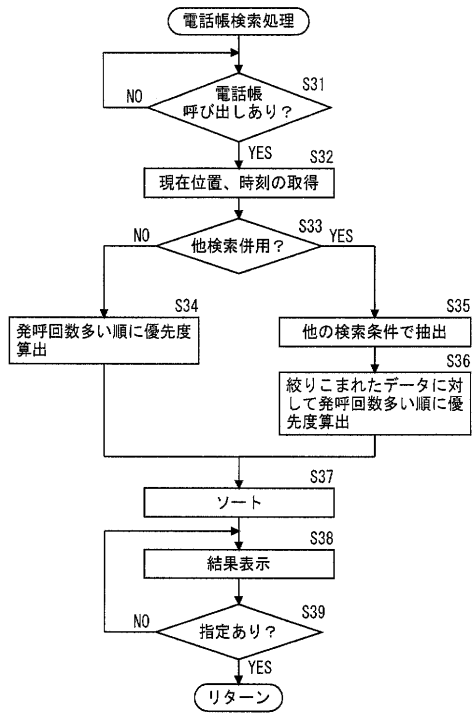 電話帳検索処理
S31
電話帳
呼び出しあり？
NO
YES
S32
現在位置、時刻の取得
S33
他検索併用？
NO
YES
S34
発呼回数多い順に優先度
算出
S35
他の検索条件で抽出
S36
絞りこまれたデータに対
して発呼回数多い順に優
先度算出
S37
ソート
S38
結果表示
S39
指定あり？
NO
YES
リターン